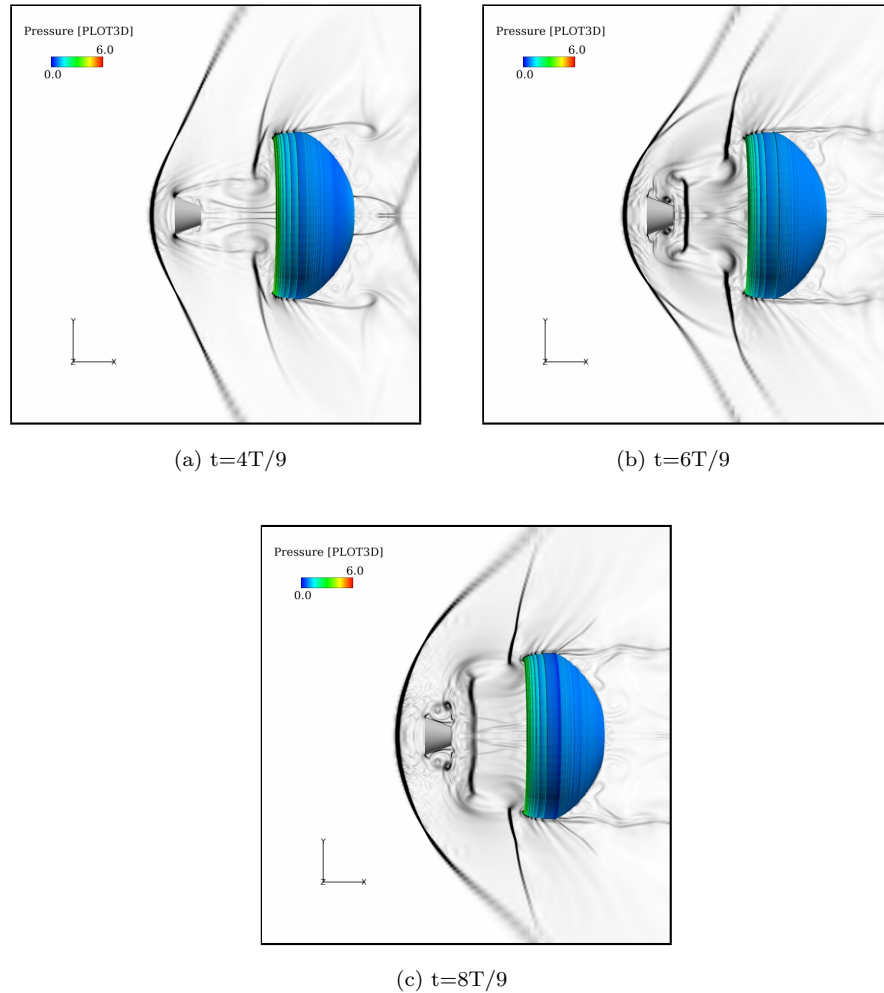 Pressure [PLOT3D]
6.0
0.0
Y
Z X
(a) t=4T/9
Pressure [PLOT3D]
6.0
0.0
Y
Z X
(b) t=6T/9
Pressure [PLOT3D]
6.0
0.0
Y
Z X
(c) t=8T/9